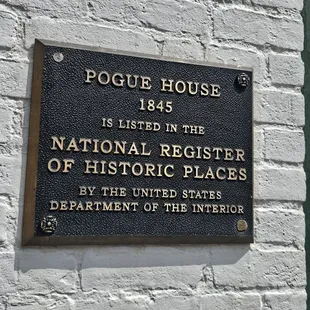 POGUE HOUSE
1845
IS LISTED IN THE
NATIONAL REGISTER
OF HISTORIC PLACES
BY THE UNITED STATES
DEPARTMENT OF THE INTERIOR